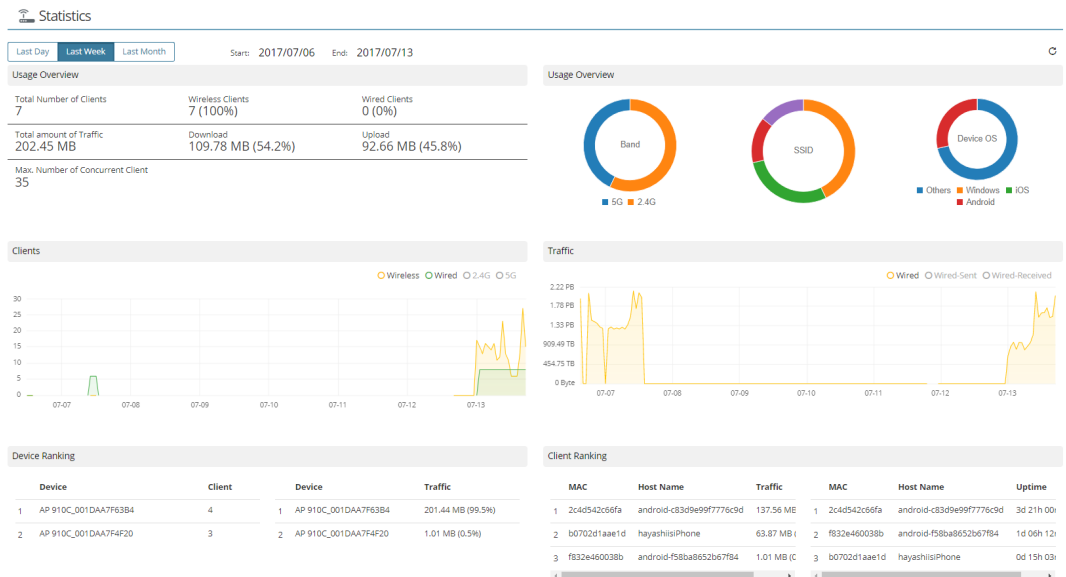 Statistics
Last Day Last Week Last Month Start: 2017/07/06 End: 2017/07/13
Usage Overview
Total Number of Clients Wireless Clients Wired Clients
7 7 (100%) 0 (0%)
Total amount of Traffic Download Upload
202.45 MB 109.78 MB (54.2%) 92.66 MB (45.8%)
Max. Number of Concurrent Client
35
Usage Overview
Band
5G 2.4G
SSID
Device OS
Others Windows iOS
Android
Clients
Wireless Wired 2.4G 5G
30
25
20
15
10
5
0
07-07 07-08 07-09 07-10 07-11 07-12 07-13
Traffic
Wired Wired-Sent Wired-Received
2.22 PB
1.78 PB
1.33 PB
909.49 TB
454.75 TB
0 Byte
07-07 07-08 07-09 07-10 07-11 07-12 07-13
Device Ranking
Device Client
1 AP 910C_001DAA7F63B4 4
2 AP 910C_001DAA7F4F20 3
Device Traffic
1 AP 910C_001DAA7F63B4 201.44 MB (99.5%)
2 AP 910C_001DAA7F4F20 1.01 MB (0.5%)
Client Ranking
MAC Host Name Traffic
1 2c4d542c66fa android-c83d9e99f7776c9d 137.56 MB
2 b0702d1aae1d hayashiisiPhone 63.87 MB (
3 f832e460038b android-f58ba8652b67f84 1.01 MB (
MAC Host Name Uptime
1 2c4d542c66fa android-c83d9e99f7776c9d 3d 21h 00
2 f832e460038b android-f58ba8652b67f84 1d 06h 12
3 b0702d1aae1d hayashiisiPhone 0d 15h 03